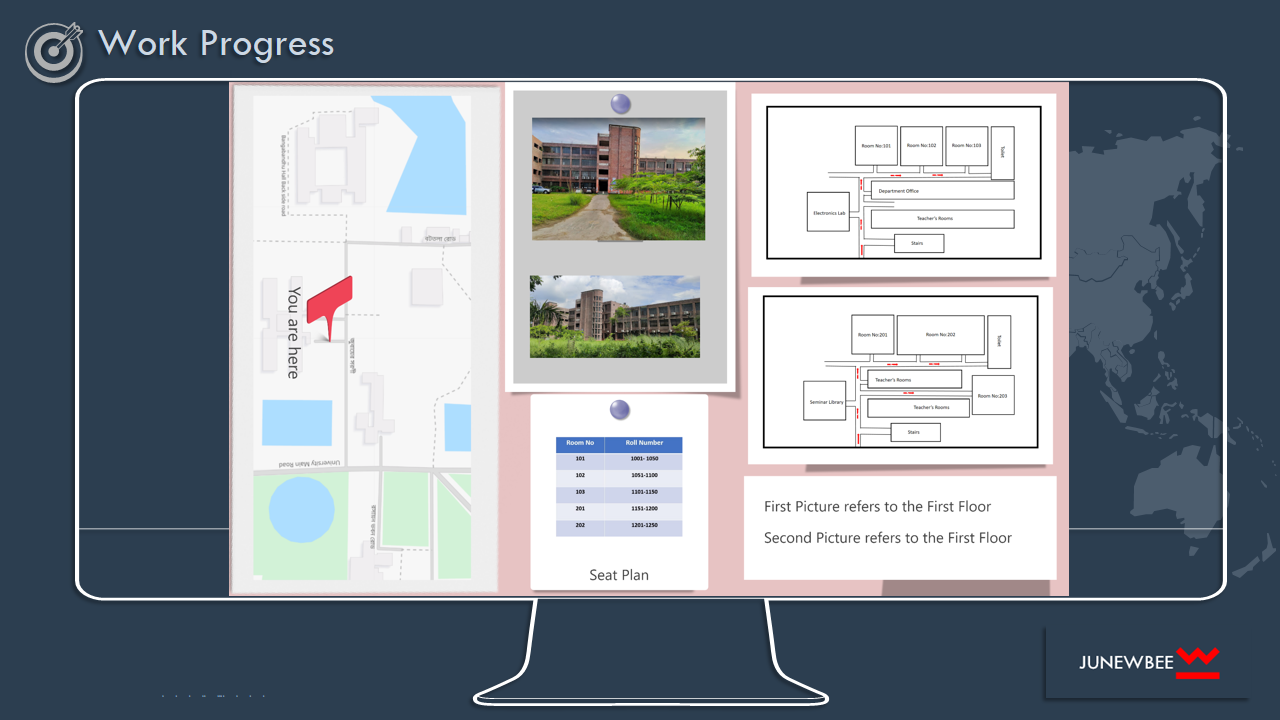 Work Progress
Bangabandhu Hall Back side Road
বটতলা রোড
You are here
University Main Road
Room No Roll Number
101 1001- 1050
102 1051-1100
103 1101-1150
201 1151-1200
202 1201-1250
Seat Plan
Room No:101
Room No:102
Room No:103
Toilet
Department Office
Electronics Lab
Teacher's Rooms
Stairs
Room No:201
Room No:202
Toilet
Teacher's Rooms
Room No:203
Seminar Library
Teacher's Rooms
Stairs
First Picture refers to the First Floor
Second Picture refers to the First Floor
JUNEWBEE